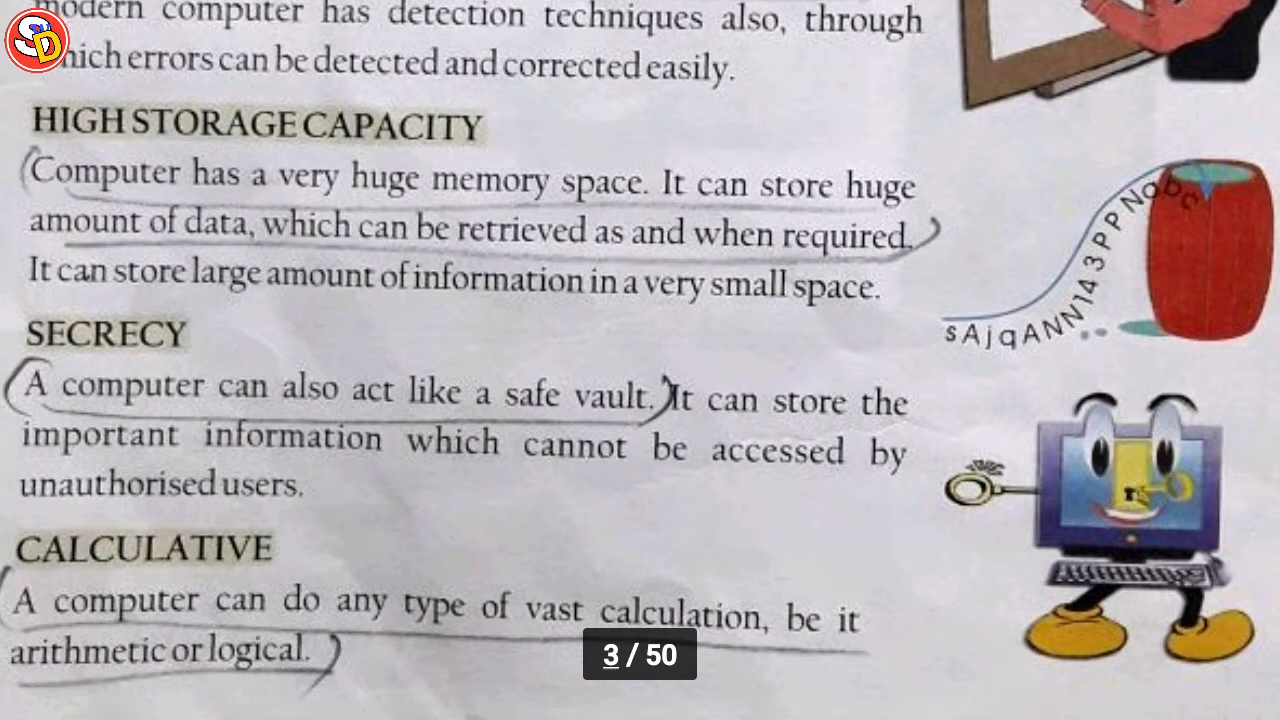 SD
modern computer has detection techniques also, through
which errors can be detected and corrected easily.
HIGH STORAGE CAPACITY
Computer has a very huge memory space. It can store huge
amount of data, which can be retrieved as and when required.
It can store large amount of information in a very small space.
sAjqANN143PPNabc
SECRECY
A computer can also act like a safe vault. It can store the
important information which cannot be accessed by
unauthorised users.
CALCULATIVE
A computer can do any type of vast calculation, be it
arithmetic or logical.
3 / 50